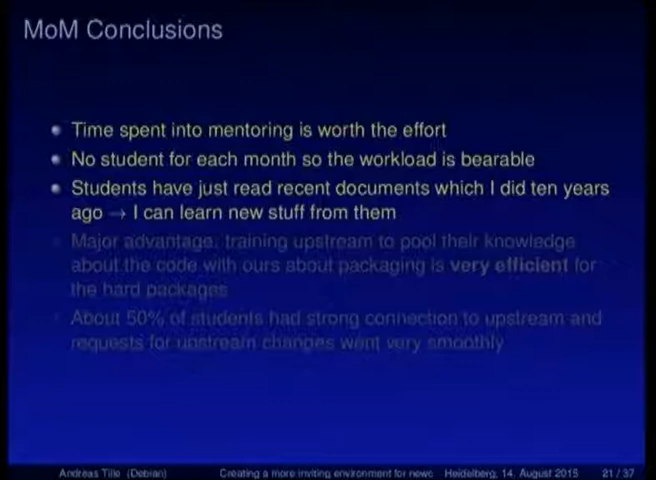 MoM Conclusions
Time spent into mentoring is worth the effort
No student for each month so the workload is bearable
Students have just read recent documents which I did ten years
ago → I can learn new stuff from them
Major advantage: training upstream to pool their knowledge
about the code with ours about packaging is very efficient for
the hard packages
About 50% of students had strong connection to upstream and
requests for upstream changes went very smoothly
Andreas Tille (Debian) Creating a more inviting environment for newc Heidelberg, 14. August 2015 21 / 37